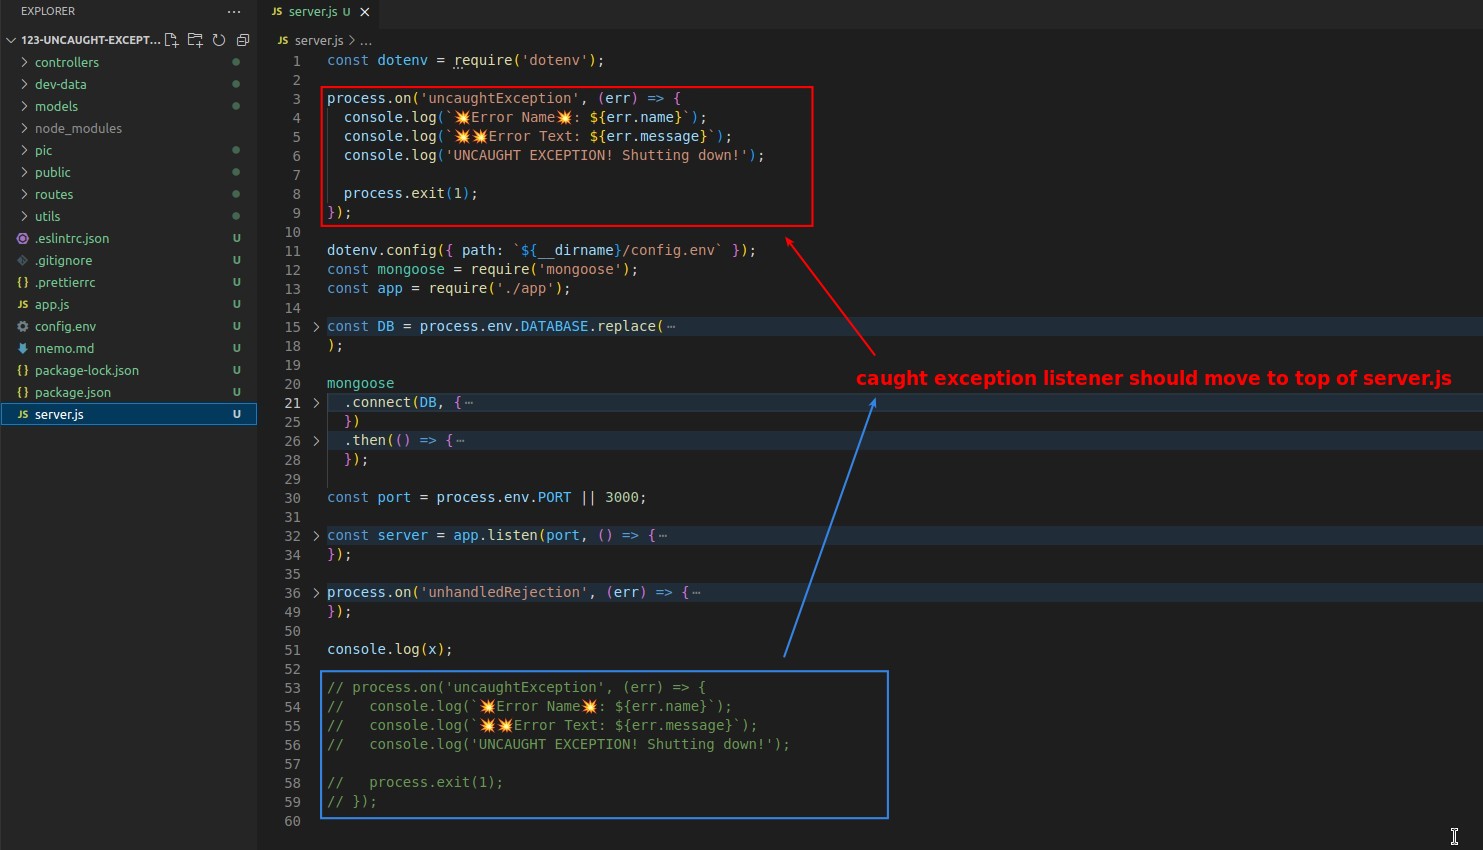 EXPLORER
···
server.js U ×
123-UNCAUGHT-EXCEPT...
JS server.js > ...
controllers
dev-data
models
node_modules
pic
public
routes
utils
.eslintrc.json U
.gitignore U
{ } .prettierrc U
JS app.js U
config.env U
memo.md U
{ } package-lock.json U
{ } package.json U
JS server.js U
1 const dotenv = require('dotenv');
2
3 process.on('uncaughtException', (err) => {
4 console.log(`💥Error Name💥: ${err.name}`);
5 console.log(`💥💥Error Text: ${err.message}`);
6 console.log('UNCAUGHT EXCEPTION! Shutting down!');
7
8 process.exit(1);
9 });
10
11 dotenv.config({ path: `${__dirname}/config.env` });
12 const mongoose = require('mongoose');
13 const app = require('./app');
14
15 const DB = process.env.DATABASE.replace( ···
18 );
19
20 mongoose
caught exception listener should move to top of server.js
21 .connect(DB, { ···
25 })
26 .then(() => { ···
28 });
29
30 const port = process.env.PORT || 3000;
31
32 const server = app.listen(port, () => { ···
34 });
35
36 process.on('unhandledRejection', (err) => { ···
49 });
50
51 console.log(x);
52
53 // process.on('uncaughtException', (err) => {
54 //   console.log(`💥Error Name💥: ${err.name}`);
55 //   console.log(`💥💥Error Text: ${err.message}`);
56 //   console.log('UNCAUGHT EXCEPTION! Shutting down!');
57
58 //   process.exit(1);
59 // });
60